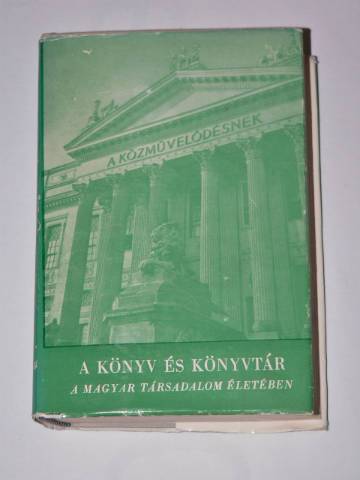 A KÖZMŰVELŐDÉSNEK
A KÖNYV ÉS KÖNYVTÁR
A MAGYAR TÁRSADALOM ÉLETÉBEN